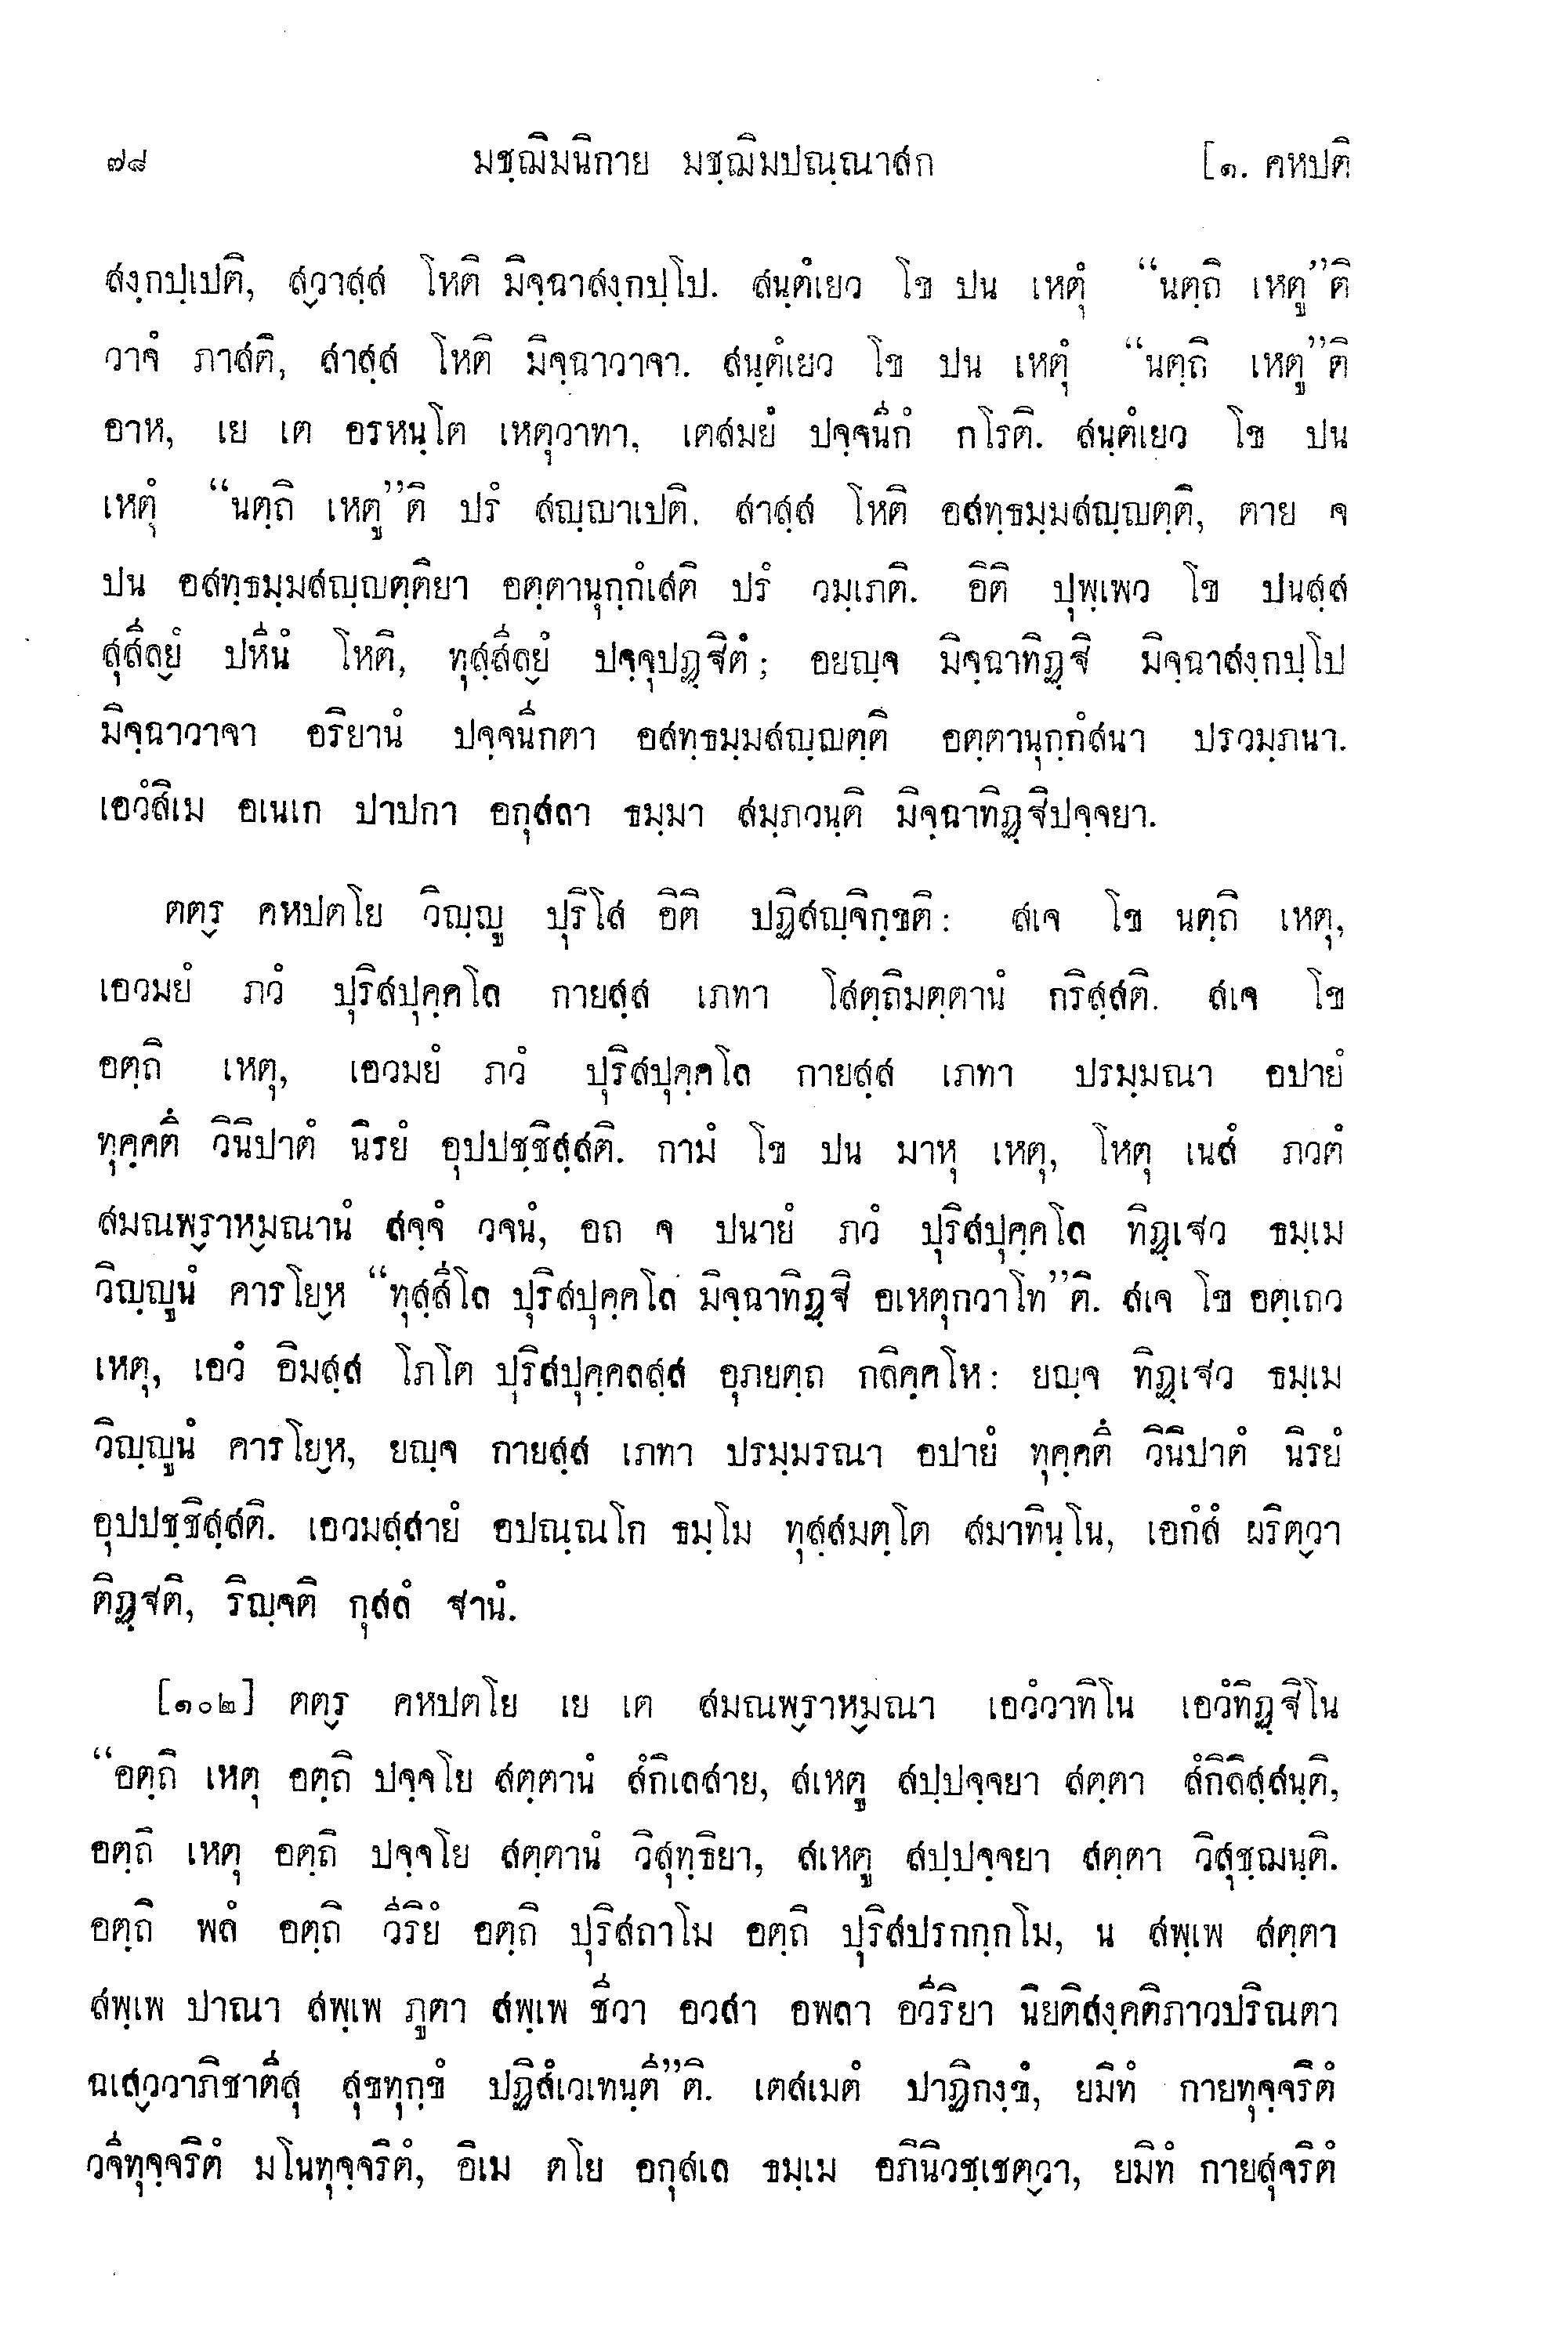 ๗๘ มชฺฌิมนิกาย มชฺฌิมปณฺณาสก [๑. คหปติ
สงฺกปฺเปติ, สฺวาสฺส โหติ มิจฺฉาสงฺกปฺโป. สนฺตํเยว โข ปน เหตุํ “นตฺถิ เหตู”ติ
วาจํ ภาสติ, สาสฺส โหติ มิจฺฉาวาจา. สนฺตํเยว โข ปน เหตุํ “นตฺถิ เหตู”ติ
อาห, เย เต อรหนฺโต เหตุวาทา, เตสมยํ ปจฺจนีกํ กโรติ. สนฺตํเยว โข ปน
เหตุํ “นตฺถิ เหตู”ติ ปรํ สญฺญาเปติ. สาสฺส โหติ อสทฺธมฺมสญฺญตฺติ, ตาย จ
ปน อสทฺธมฺมสญฺญตฺติยา อตฺตานุกฺกํเสติ ปรํ วมฺเภติ. อิติ ปุพฺเพว โข ปนสฺส
สุสีลฺยํ ปหีนํ โหติ, ทุสฺสีลฺยํ ปจฺจุปฏฺฐิตํ; อยญฺจ มิจฺฉาทิฏฺฐิ มิจฺฉาสงฺกปฺโป
มิจฺฉาวาจา อริยานํ ปจฺจนีกตา อสทฺธมฺมสญฺญตฺติ อตฺตานุกฺกํสนา ปรวมฺภนา.
เอวํสิเม อเนเก ปาปกา อกุสลา ธมฺมา สมฺภวนฺติ มิจฺฉาทิฏฺฐิปจฺจยา.
ตตฺร คหปตโย วิญฺญู ปุริโส อิติ ปฏิสญฺจิกฺขติ: สเจ โข นตฺถิ เหตุ,
เอวมยํ ภวํ ปุริสปุคฺคโล กายสฺส เภทา โสตฺถิมตฺตานํ กริสฺสติ. สเจ โข
อตฺถิ เหตุ, เอวมยํ ภวํ ปุริสปุคฺคโล กายสฺส เภทา ปรมฺมณา อปายํ
ทุคฺคตึ วินิปาตํ นิรยํ อุปปชฺชิสฺสติ. กามํ โข ปน มาหุ เหตุ, โหตุ เนสํ ภวตํ
สมณพฺราหฺมณานํ สจฺจํ วจนํ, อถ จ ปนายํ ภวํ ปุริสปุคฺคโล ทิฏฺเฐว ธมฺเม
วิญฺญูนํ คารโยฺห “ทุสฺสีโล ปุริสปุคฺคโล มิจฺฉาทิฏฺฐิ อเหตุกวาโท”ติ. สเจ โข อตฺเถว
เหตุ, เอวํ อิมสฺส โภโต ปุริสปุคฺคลสฺส อุภยตฺถ กลิคฺคโห: ยญฺจ ทิฏฺเฐว ธมฺเม
วิญฺญูนํ คารโยฺห, ยญฺจ กายสฺส เภทา ปรมฺมรณา อปายํ ทุคฺคตึ วินิปาตํ นิรยํ
อุปปชฺชิสฺสติ. เอวมสฺสายํ อปณฺณโก ธมฺโม ทุสฺสมตฺโต สมาทินฺโน, เอกํสํ ผริตฺวา
ติฏฺฐติ, ริญฺจติ กุสลํ ฐานํ.
[๑๐๒] ตตฺร คหปตโย เย เต สมณพฺราหฺมณา เอวํวาทิโน เอวํทิฏฺฐิโน
“อตฺถิ เหตุ อตฺถิ ปจฺจโย สตฺตานํ สํกิเลสาย, สเหตู สปฺปจฺจยา สตฺตา สํกิลิสฺสนฺติ,
อตฺถิ เหตุ อตฺถิ ปจฺจโย สตฺตานํ วิสุทฺธิยา, สเหตู สปฺปจฺจยา สตฺตา วิสุชฺฌนฺติ.
อตฺถิ พลํ อตฺถิ วีริยํ อตฺถิ ปุริสถาโม อตฺถิ ปุริสปรกกฺกโม, น สพฺเพ สตฺตา
สพฺเพ ปาณา สพฺเพ ภูตา สพฺเพ ชีวา อวสา อพลา อวีริยา นิยติสงฺคติภาวปริณตา
ฉเสฺววาภิชาตีสุ สุขทุกฺขํ ปฏิสํเวเทนฺตี”ติ. เตสเมตํ ปาฏิกงฺขํ, ยมิทํ กายทุจฺจริตํ
วจีทุจฺจริตํ มโนทุจฺจริตํ, อิเม ตโย อกุสเล ธมฺเม อภินิวชฺเชตฺวา, ยมิทํ กายสุจริตํ